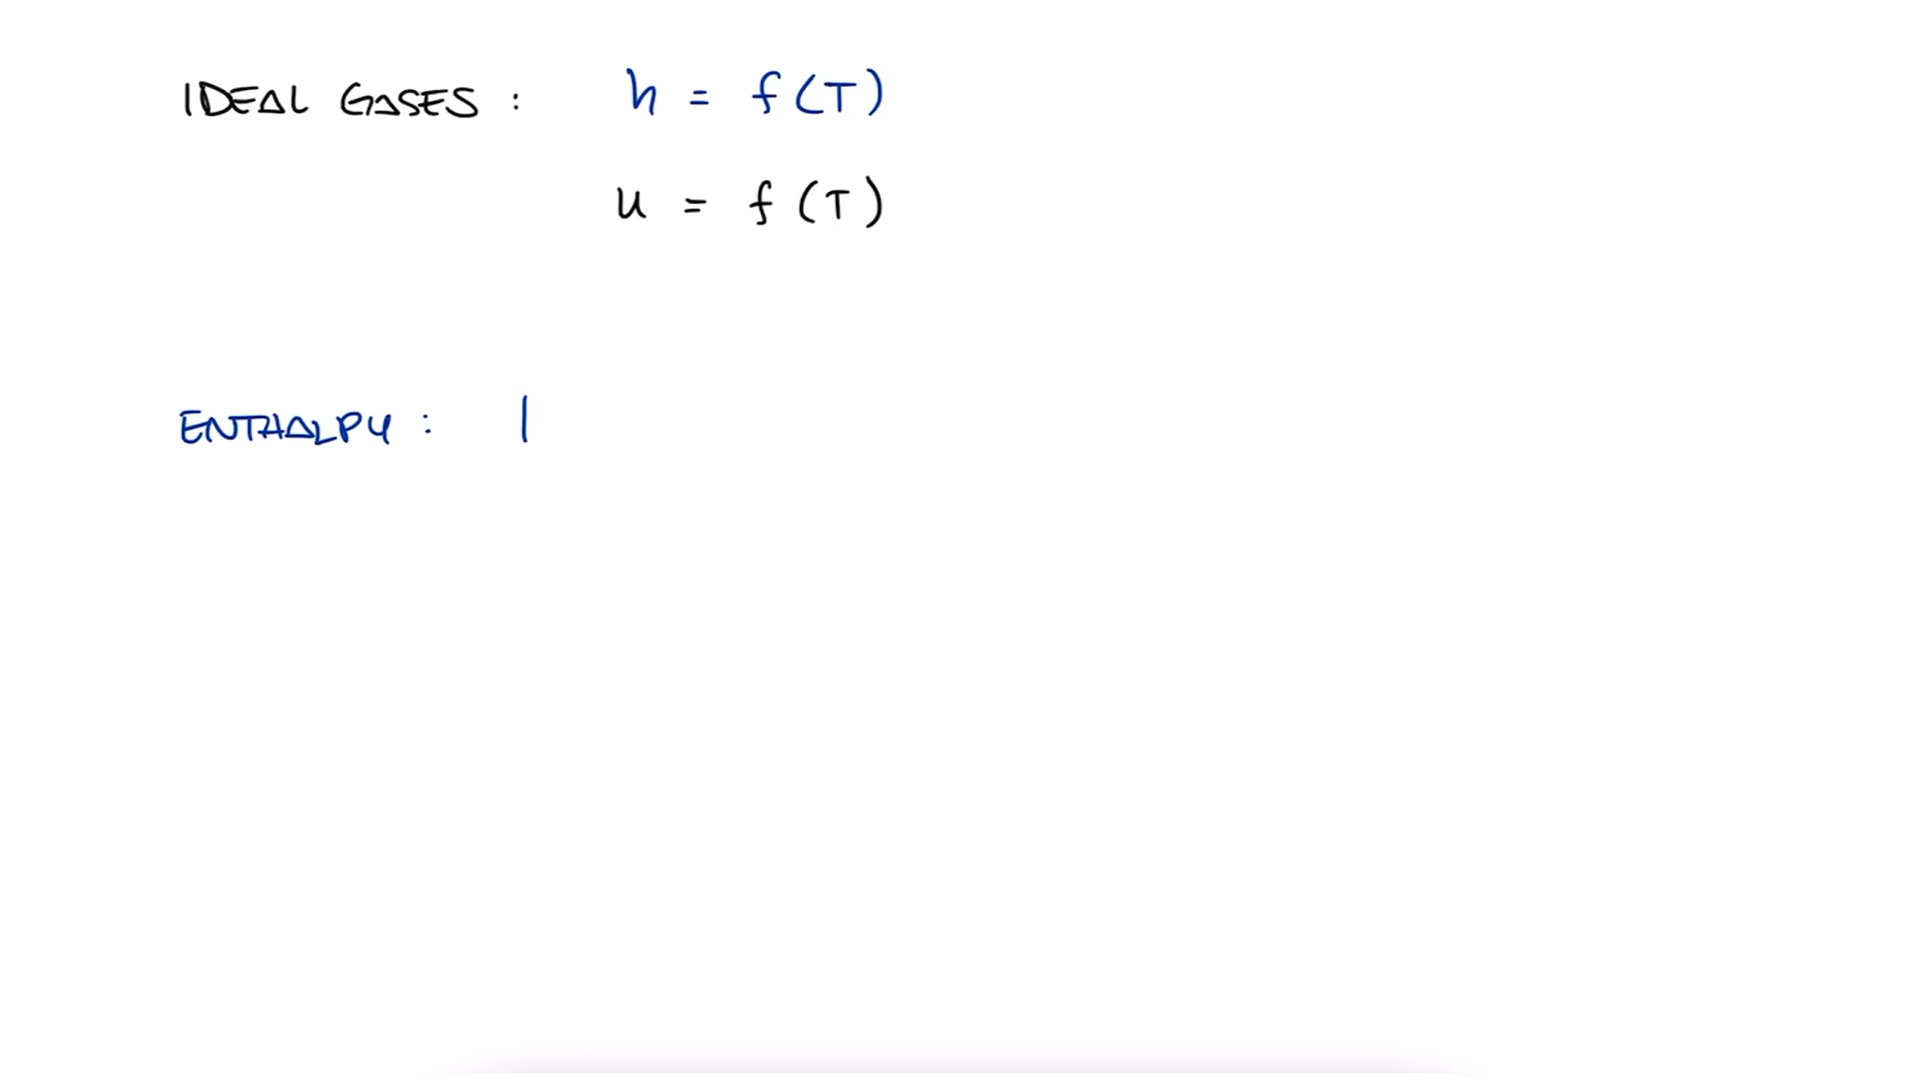 IDEAL GASES : h = f(T)
u = f (T)
ENTHALPY : |